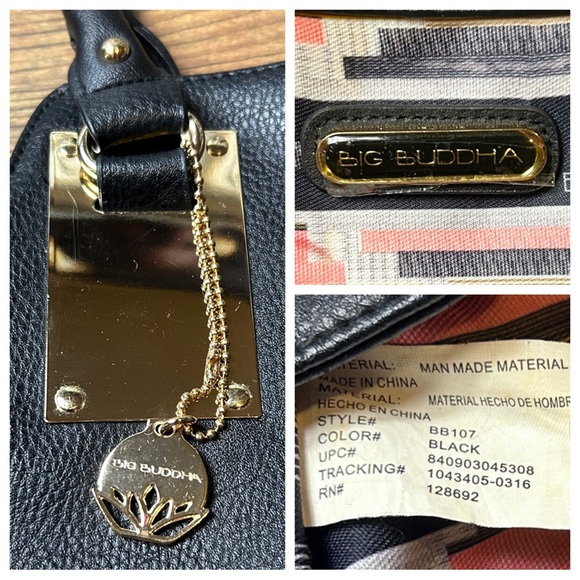 BIG BUDDHA
BIG BUDDHA
MATERIAL: MAN MADE MATERIAL
MADE IN CHINA
MATERIAL: MATERIAL HECHO DE HOMBR
HECHO EN CHINA
STYLE# BB107
COLOR# BLACK
UPC# 840903045308
TRACKING# 1043405-0316
RN# 128692